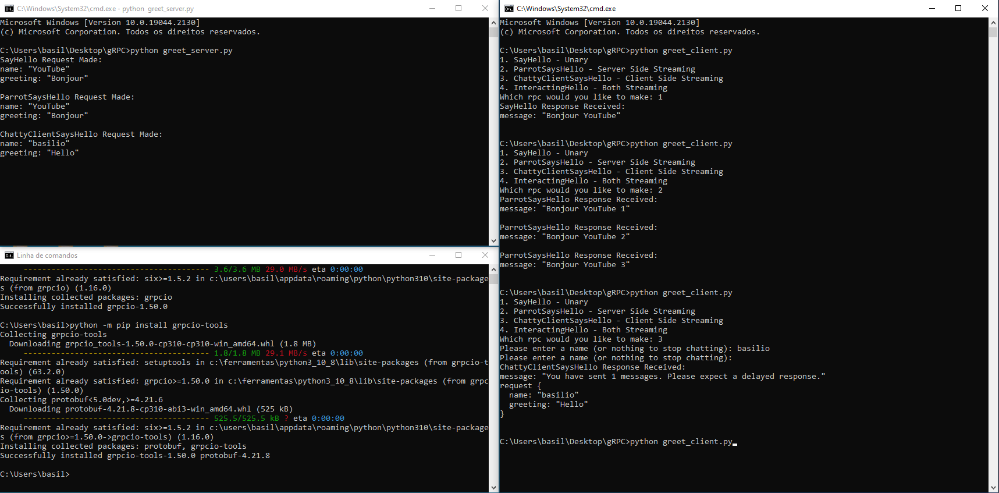 C:\Windows\System32\cmd.exe - python  greet_server.py
Microsoft Windows [Version 10.0.19044.2130]
(c) Microsoft Corporation. Todos os direitos reservados.
C:\Users\basil\Desktop\gRPC>python greet_server.py
SayHello Request Made:
name: "YouTube"
greeting: "Bonjour"
ParrotSaysHello Request Made:
name: "YouTube"
greeting: "Bonjour"
ChattyClientSaysHello Request Made:
name: "basilio"
greeting: "Hello"
Linha de comandos
---------------------------------------- 3.6/3.6 MB 29.0 MB/s eta 0:00:00
Requirement already satisfied: six>=1.5.2 in c:\users\basil\appdata\roaming\python\python310\site-package
s (from grpcio) (1.16.0)
Installing collected packages: grpcio
Successfully installed grpcio-1.50.0
C:\Users\basil>python -m pip install grpcio-tools
Collecting grpcio-tools
Downloading grpcio_tools-1.50.0-cp310-cp310-win_amd64.whl (1.8 MB)
---------------------------------------- 1.8/1.8 MB 29.1 MB/s eta 0:00:00
Requirement already satisfied: setuptools in c:\ferramentas\python3_10_8\lib\site-packages (from grpcio-t
ools) (63.2.0)
Requirement already satisfied: grpcio>=1.50.0 in c:\ferramentas\python3_10_8\lib\site-packages (from grpc
io-tools) (1.50.0)
Collecting protobuf<5.0dev,>=4.21.6
Downloading protobuf-4.21.8-cp310-abi3-win_amd64.whl (525 kB)
---------------------------------------- 525.5/525.5 kB ? eta 0:00:00
Requirement already satisfied: six>=1.5.2 in c:\users\basil\appdata\roaming\python\python310\site-package
s (from grpcio>=1.50.0->grpcio-tools) (1.16.0)
Installing collected packages: protobuf, grpcio-tools
Successfully installed grpcio-tools-1.50.0 protobuf-4.21.8
C:\Users\basil>
C:\Windows\System32\cmd.exe
Microsoft Windows [Version 10.0.19044.2130]
(c) Microsoft Corporation. Todos os direitos reservados.
C:\Users\basil\Desktop\gRPC>python greet_client.py
1. SayHello - Unary
2. ParrotSaysHello - Server Side Streaming
3. ChattyClientSaysHello - Client Side Streaming
4. InteractingHello - Both Streaming
Which rpc would you like to make: 1
SayHello Response Received:
message: "Bonjour YouTube"
C:\Users\basil\Desktop\gRPC>python greet_client.py
1. SayHello - Unary
2. ParrotSaysHello - Server Side Streaming
3. ChattyClientSaysHello - Client Side Streaming
4. InteractingHello - Both Streaming
Which rpc would you like to make: 2
ParrotSaysHello Response Received:
message: "Bonjour YouTube 1"
ParrotSaysHello Response Received:
message: "Bonjour YouTube 2"
ParrotSaysHello Response Received:
message: "Bonjour YouTube 3"
C:\Users\basil\Desktop\gRPC>python greet_client.py
1. SayHello - Unary
2. ParrotSaysHello - Server Side Streaming
3. ChattyClientSaysHello - Client Side Streaming
4. InteractingHello - Both Streaming
Which rpc would you like to make: 3
Please enter a name (or nothing to stop chatting): basilio
Please enter a name (or nothing to stop chatting):
ChattyClientSaysHello Response Received:
message: "You have sent 1 messages. Please expect a delayed response."
request {
name: "basilio"
greeting: "Hello"
}
C:\Users\basil\Desktop\gRPC>python greet_client.py